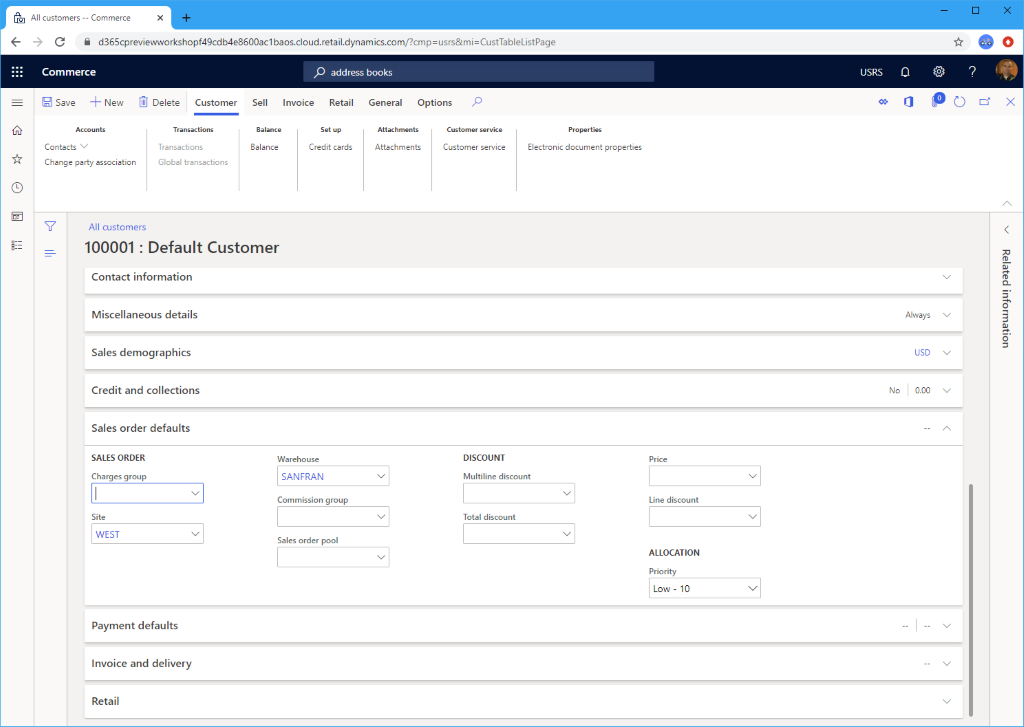 All customers -- Commerce
d365cpreviewworkshopf49cdb4e8600ac1baos.cloud.retail.dynamics.com/?cmp=usrs&mi=CustTableListPage
Commerce
address books
USRS
?
Save
New
Delete
Customer
Sell
Invoice
Retail
General
Options
0
Accounts
Contacts
Change party association
Transactions
Transactions
Global transactions
Balance
Balance
Set up
Credit cards
Attachments
Attachments
Customer service
Customer service
Properties
Electronic document properties
All customers
100001 : Default Customer
Related information
Contact information
Miscellaneous details
Always
Sales demographics
USD
Credit and collections
No
0.00
Sales order defaults
--
SALES ORDER
Charges group
Site
WEST
Warehouse
SANFRAN
Commission group
Sales order pool
DISCOUNT
Multiline discount
Total discount
Price
Line discount
ALLOCATION
Priority
Low - 10
Payment defaults
--
--
Invoice and delivery
--
Retail